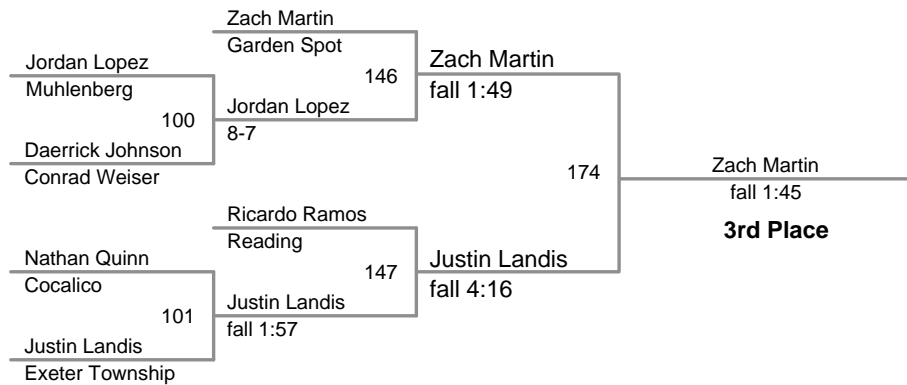 Zach Martin
Garden Spot
Jordan Lopez
Muhlenberg
146
Zach Martin
fall 1:49
100
Jordan Lopez
8-7
Daerrick Johnson
Conrad Weiser
174
Zach Martin
fall 1:45
3rd Place
Ricardo Ramos
Reading
Nathan Quinn
Cocalico
147
Justin Landis
fall 4:16
101
Justin Landis
fall 1:57
Justin Landis
Exeter Township